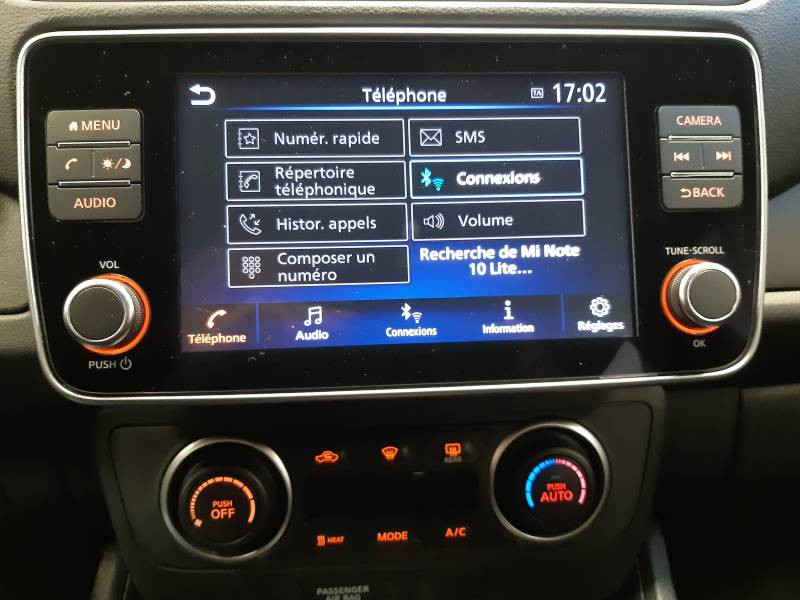 Téléphone
TA
17:02
MENU
AUDIO
CAMERA
BACK
Numér. rapide
SMS
Répertoire
téléphonique
Connexions
Histor. appels
Volume
Composer un
numéro
Recherche de Mi Note
10 Lite...
VOL
PUSH
TUNE•SCROLL
OK
Téléphone
Audio
Connexions
Information
Réglages
REAR
PUSH
OFF
PUSH
AUTO
HEAT
MODE
A/C
PASSENGER
AIR BAG